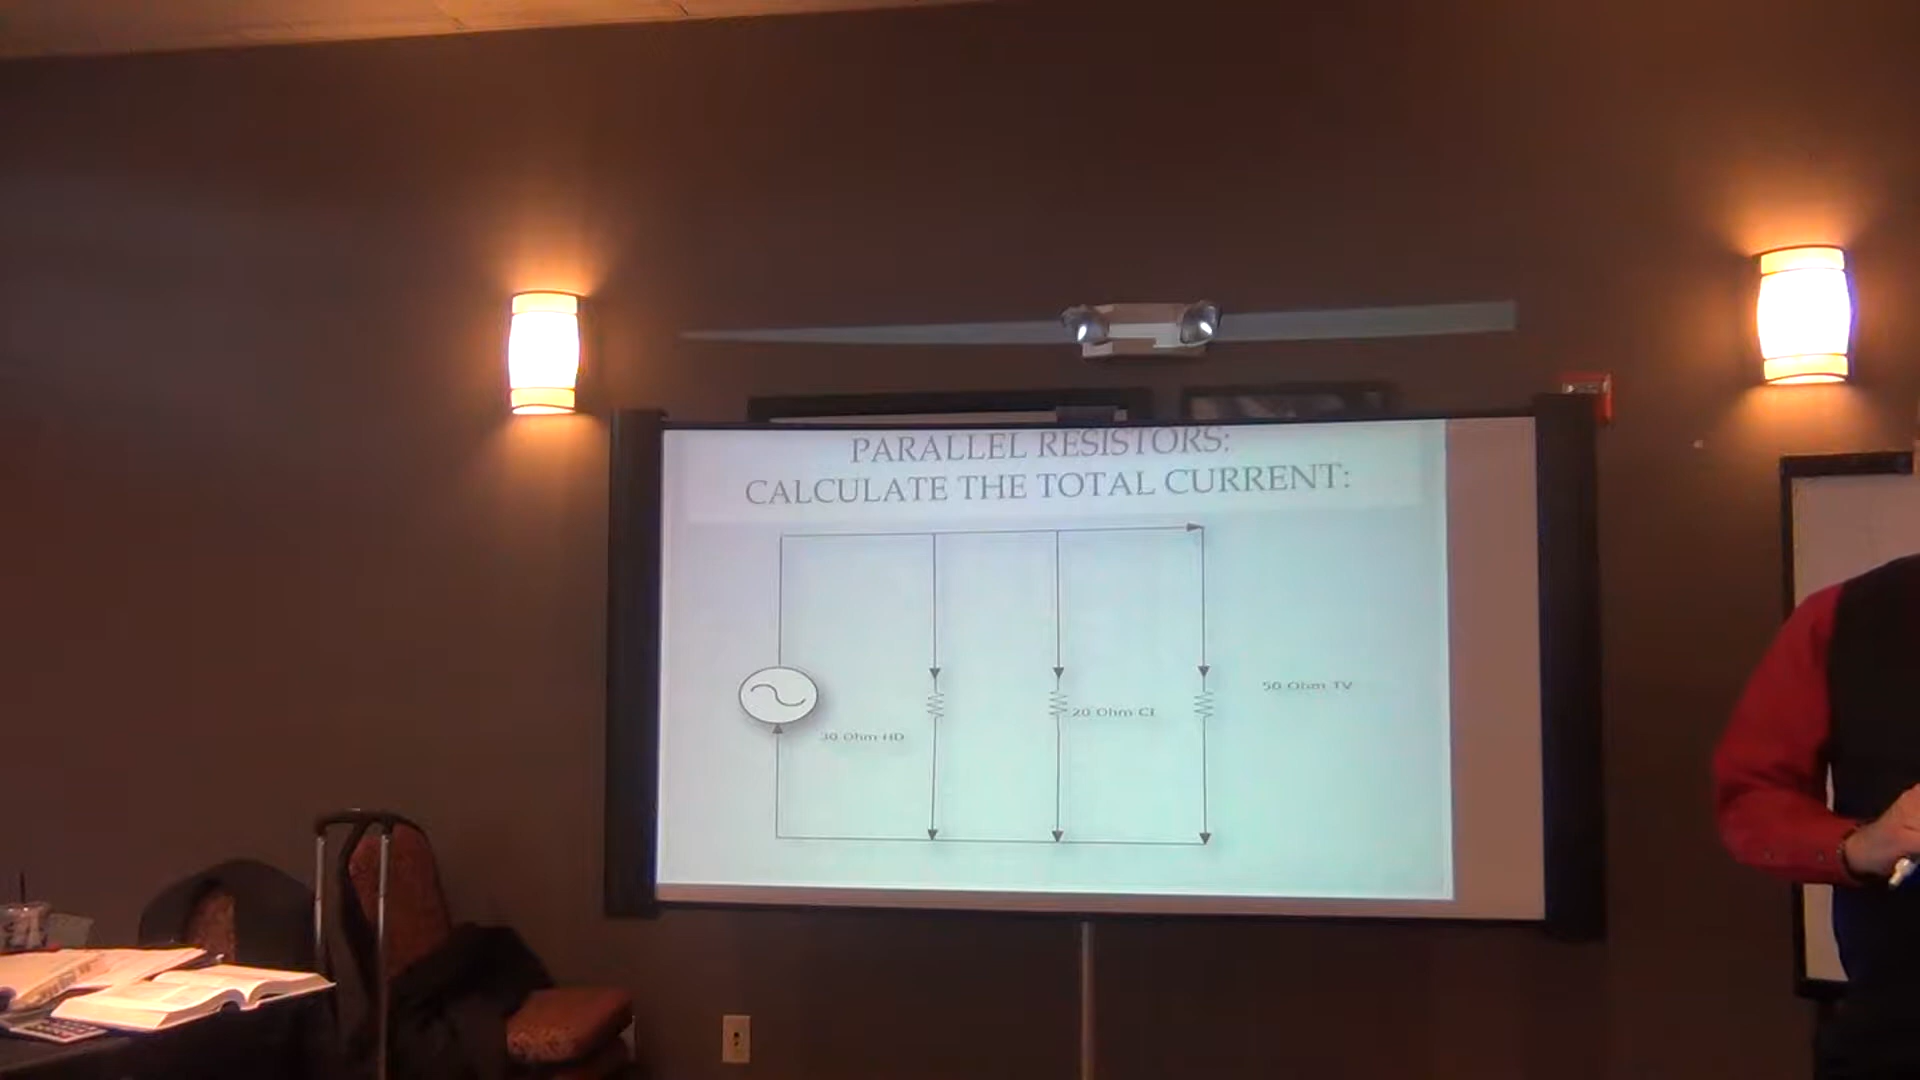 PARALLEL RESISTORS:
CALCULATE THE TOTAL CURRENT:
50 Ohm TV
20 Ohm CI
30 Ohm HD